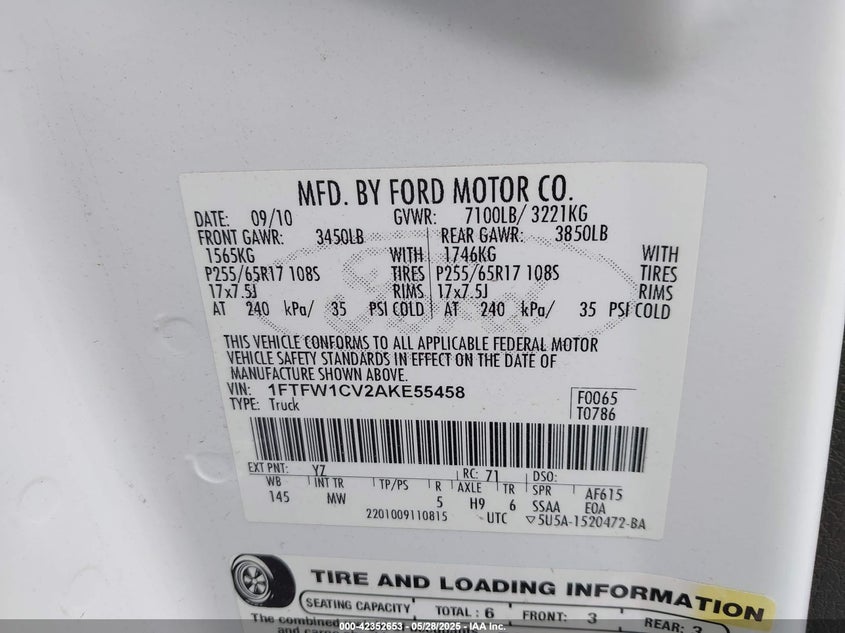 MFD. BY FORD MOTOR CO.
DATE: 09/10 GVWR: 7100LB/ 3221KG
FRONT GAWR: 3450LB REAR GAWR: 3850LB
1565KG WITH 1746KG WITH
P255/65R17 108S TIRES P255/65R17 108S TIRES
17x7.5J RIMS 17x7.5J RIMS
AT 240 kPa/ 35 PSI COLD AT 240 kPa/ 35 PSI COLD
THIS VEHICLE CONFORMS TO ALL APPLICABLE FEDERAL MOTOR
VEHICLE SAFETY STANDARDS IN EFFECT ON THE DATE OF
MANUFACTURE SHOWN ABOVE.
VIN: 1FTFW1CV2AKE55458 F0065
TYPE: Truck T0786
EXT PNT: YZ RC: 71 DSO:
WB INT TR TP/PS R AXLE TR SPR AF615
145 MW 5 H9 6 SSAA E0A
2201009110815 UTC ▽5U5A-1520472-BA
TIRE AND LOADING INFORMATION
SEATING CAPACITY TOTAL: 6 FRONT: 3 REAR: 3
The combined
000-42352653 - 05/28/2025 - IAA Inc.